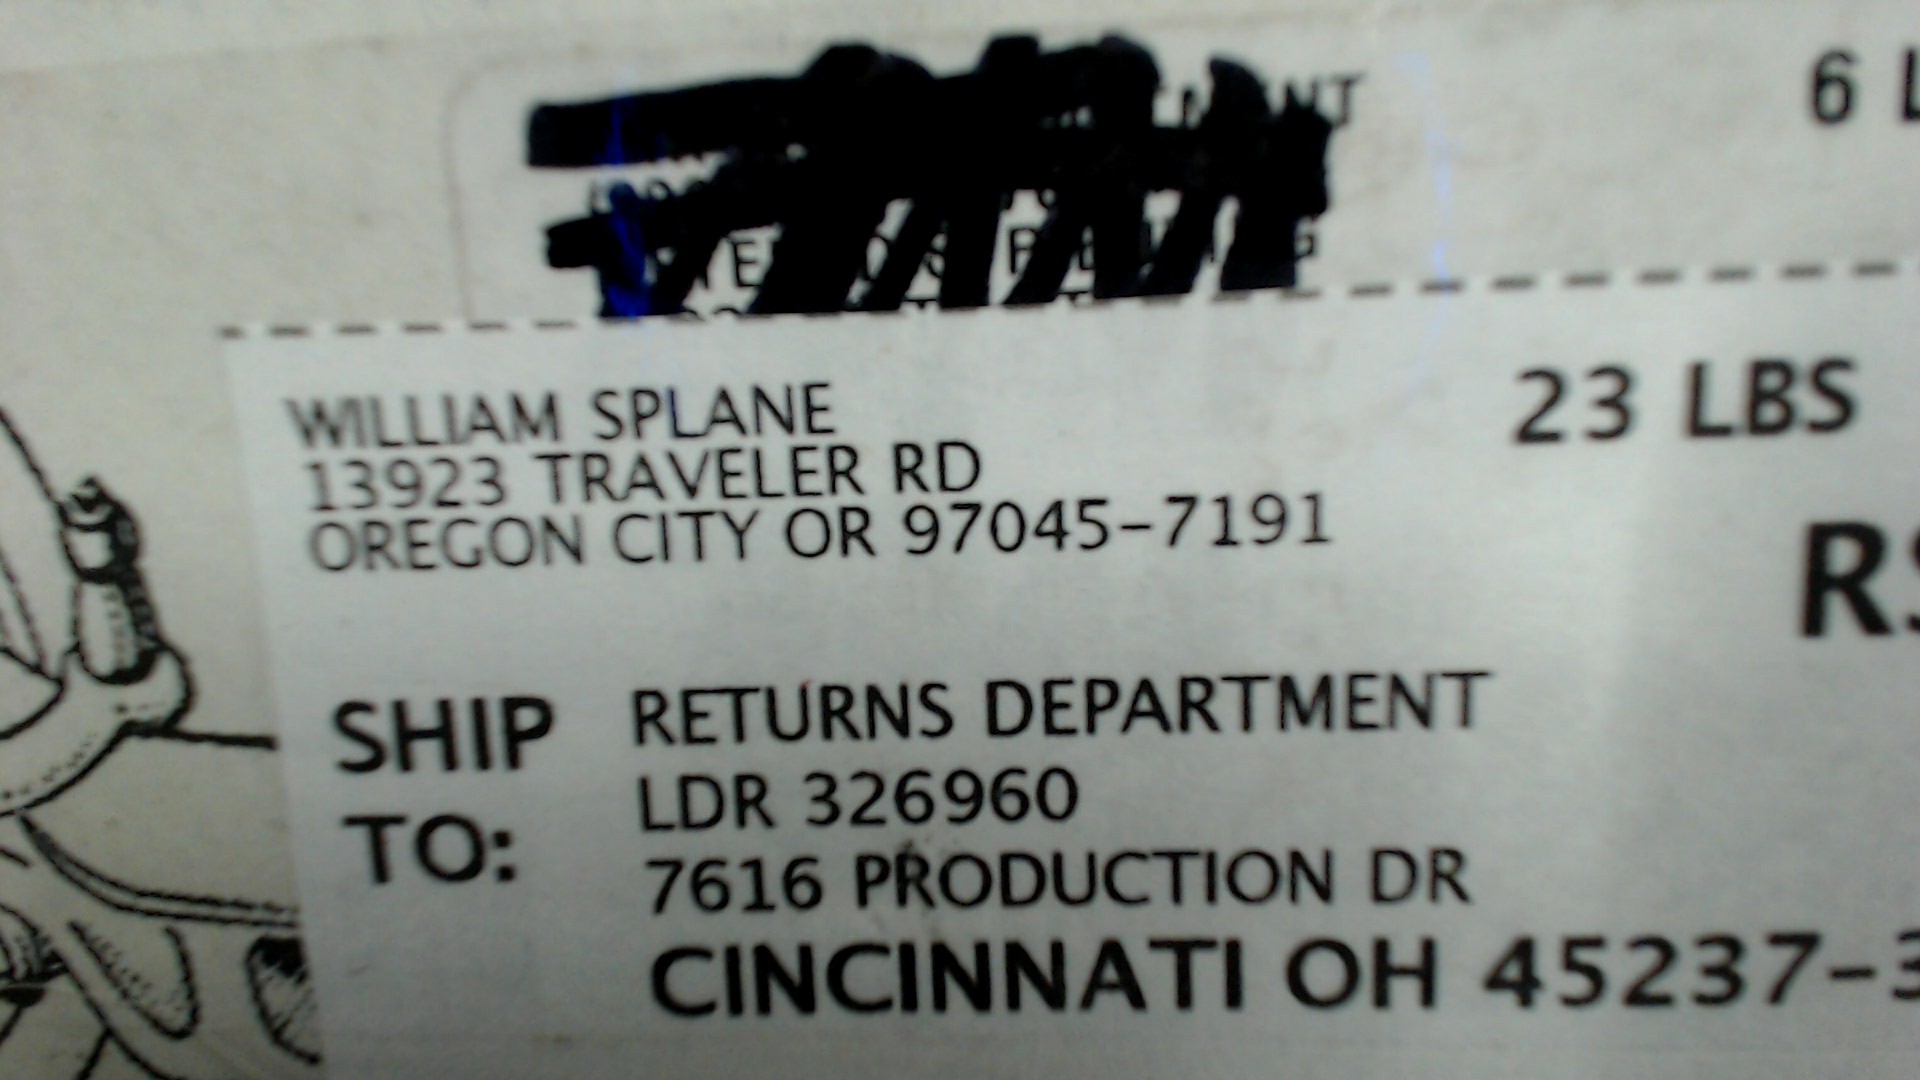 6
WILLIAM SPLANE
23 LBS
13923 TRAVELER RD
OREGON CITY OR 97045-7191
SHIP TO:
RETURNS DEPARTMENT
LDR 326960
7616 PRODUCTION DR
CINCINNATI OH 45237-3